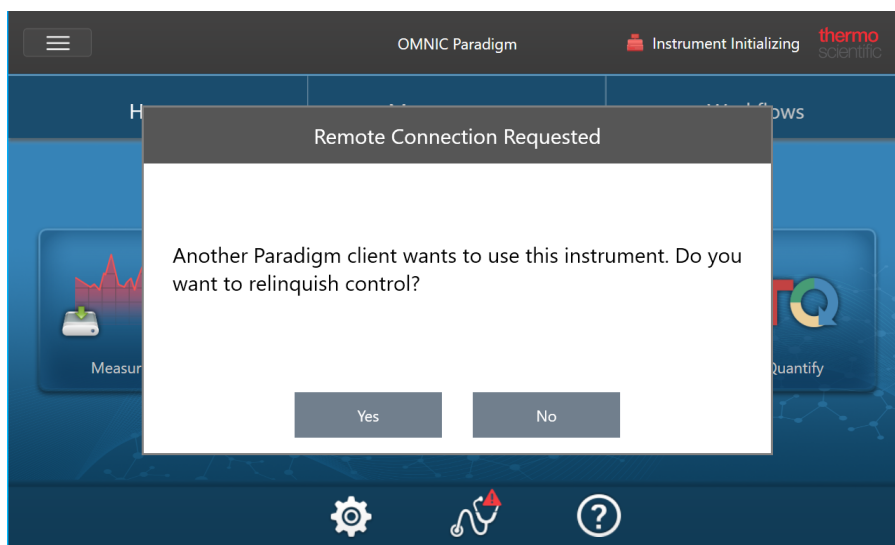 OMNIC Paradigm
Instrument Initializing
thermo
scientific
Remote Connection Requested
Another Paradigm client wants to use this instrument. Do you
want to relinquish control?
Yes
No